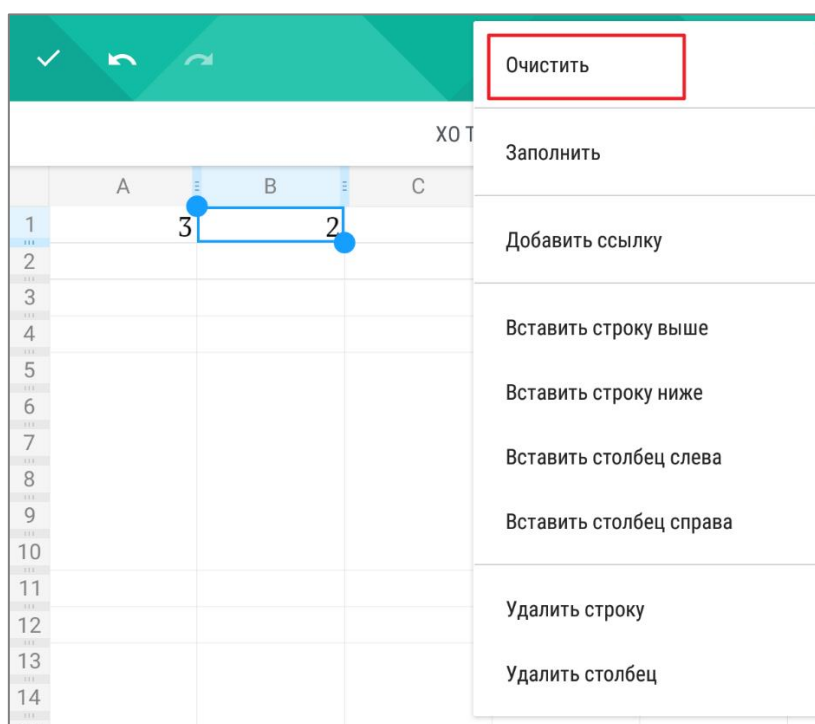 Очистить
ХО Т
Заполнить
A B C
1 3 2
Добавить ссылку
2
3
Вставить строку выше
4
5
Вставить строку ниже
6
7
Вставить столбец слева
8
9
Вставить столбец справа
10
11
Удалить строку
12
13
Удалить столбец
14